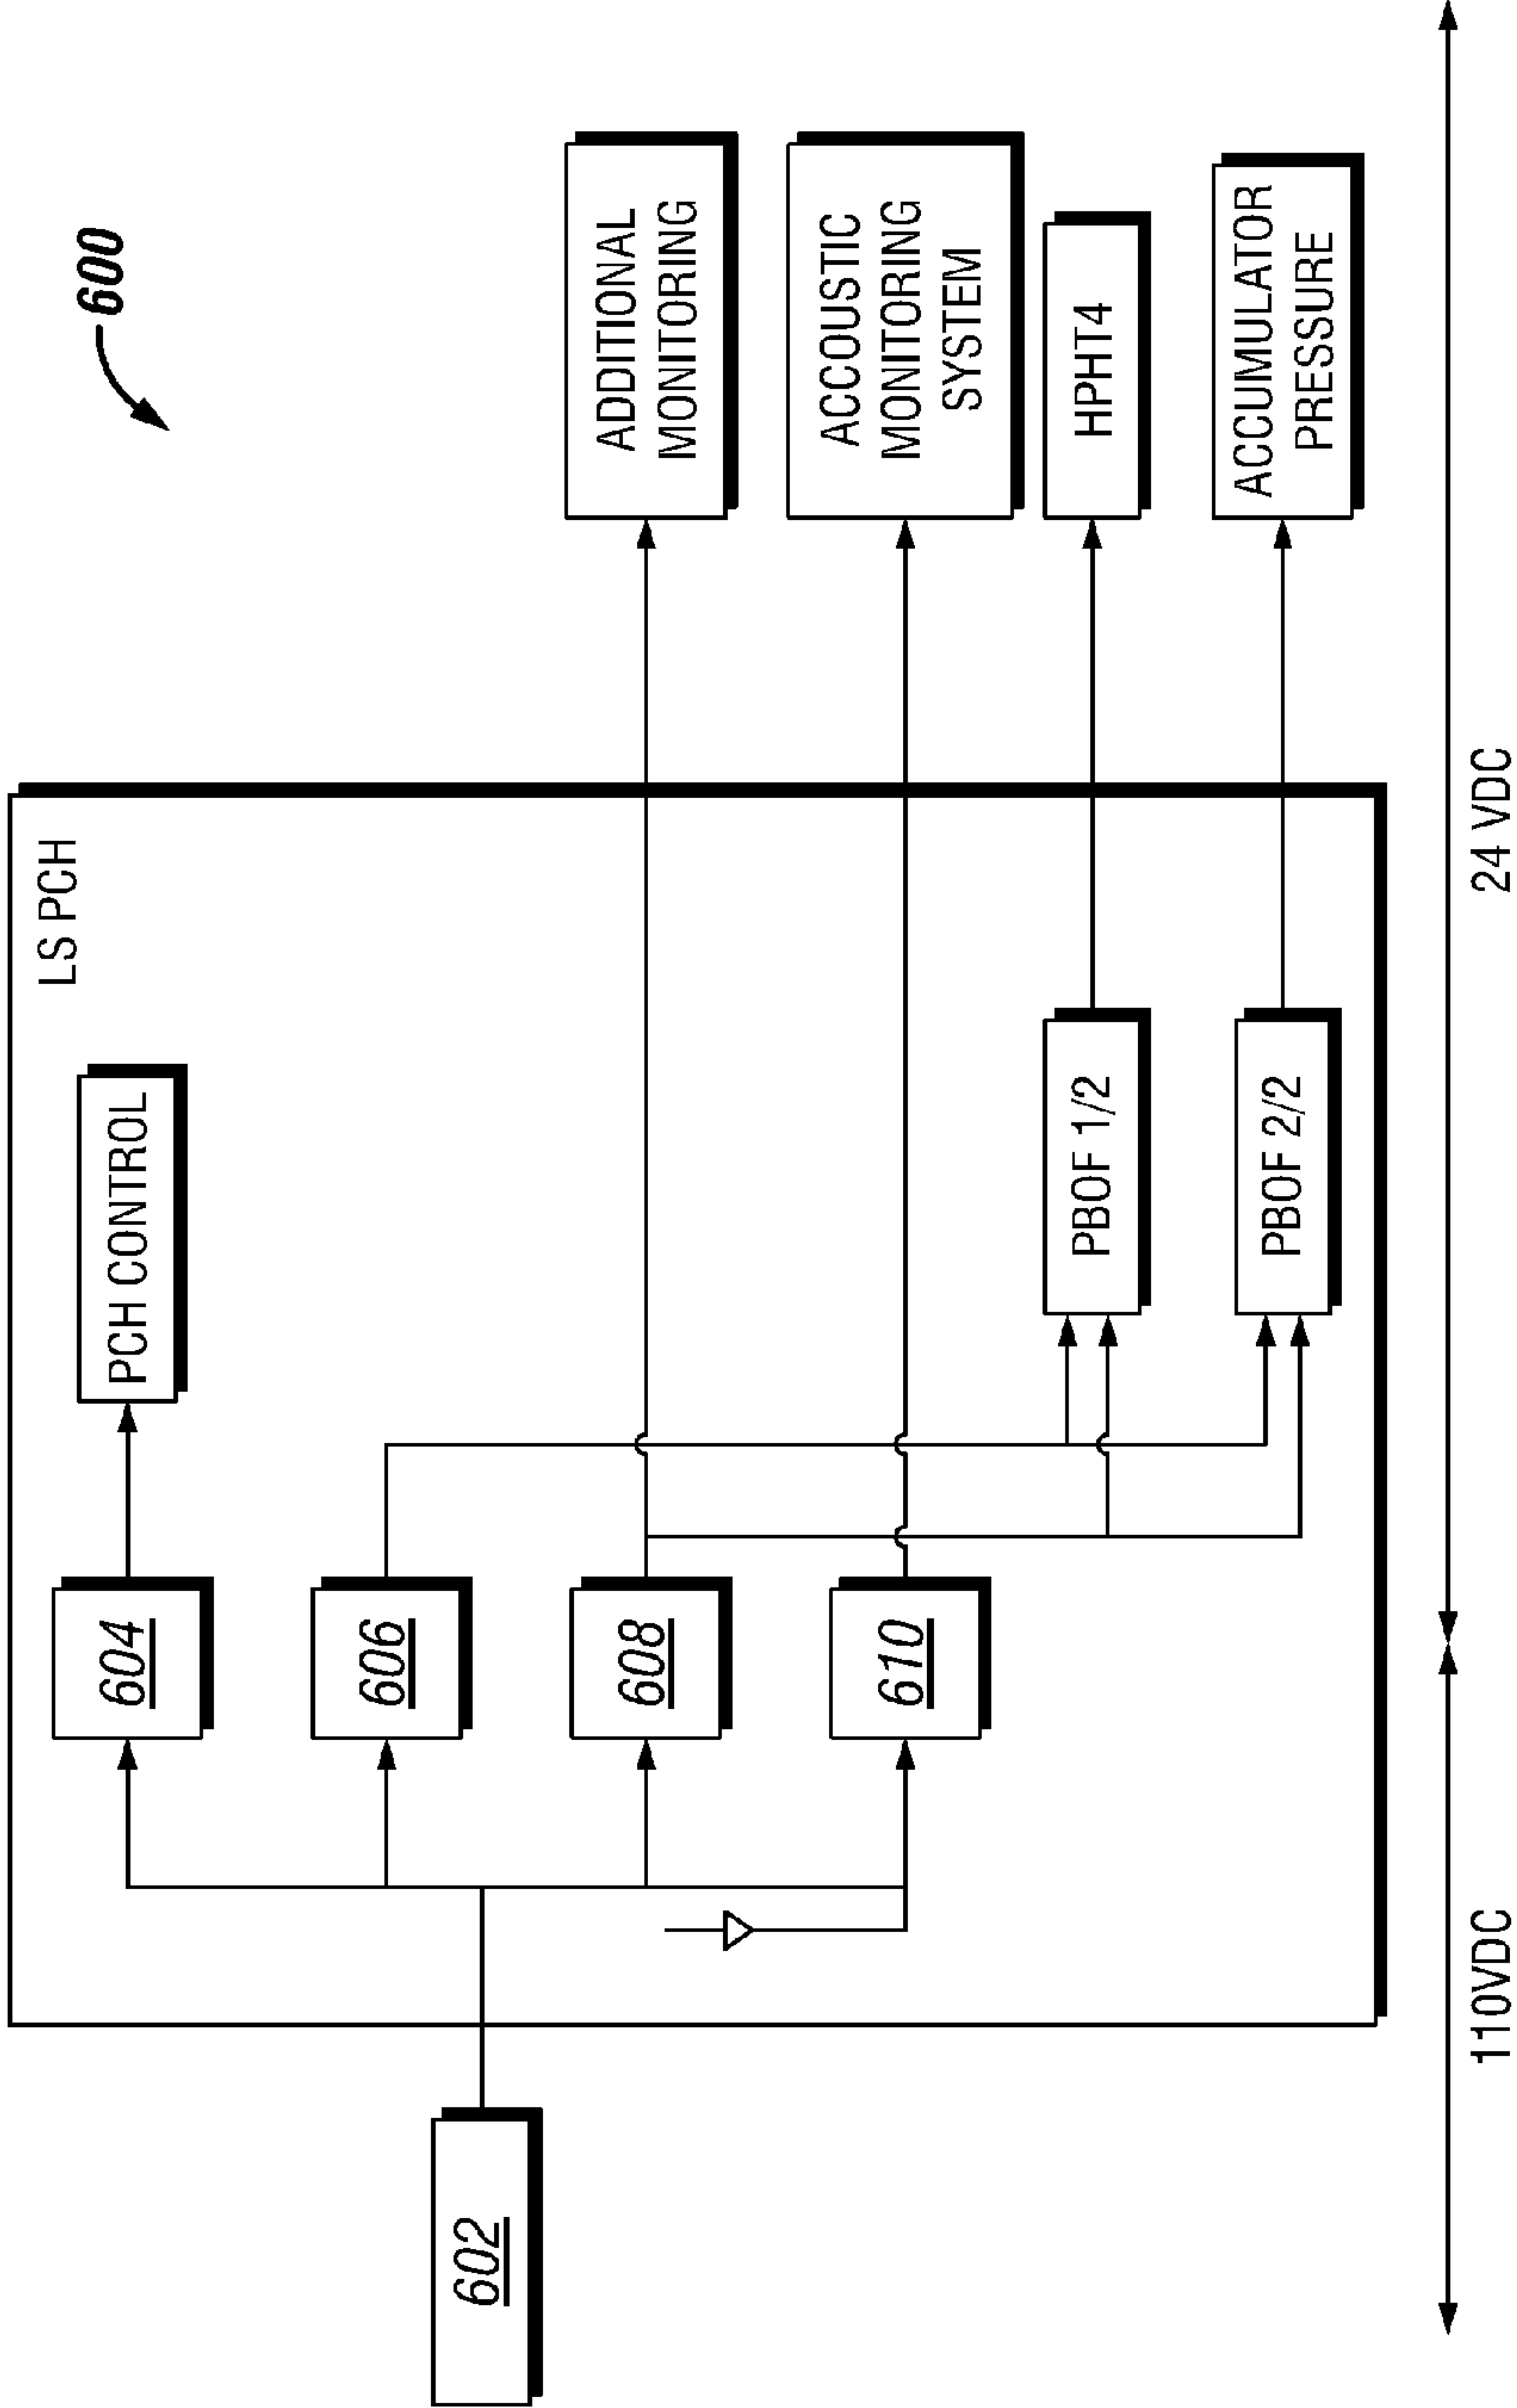 600
LS PCH
PCH CONTROL
604
606
602
608
610
ADDITIONAL
MONITORING
ACCOUSTIC
MONITORING
SYSTEM
PBOF 1/2
HPHT4
PBOF 2/2
ACCUMULATOR
PRESSURE
110VDC
24 VDC